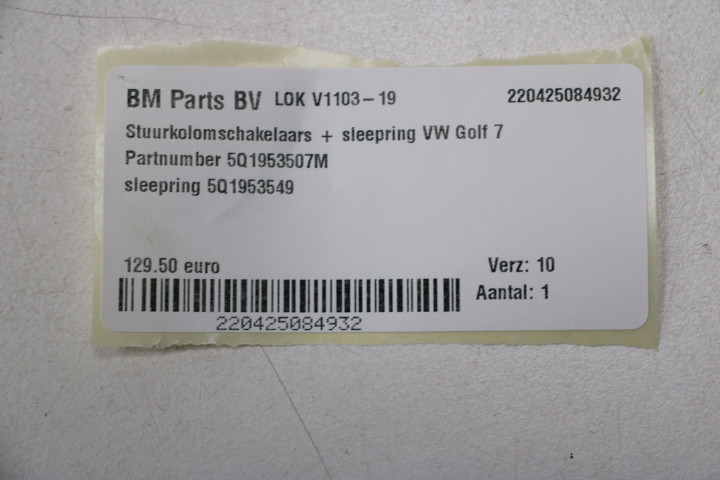 BM Parts BV LOK V1103-19 220425084932
Stuurkolomschakelaars + sleepring VW Golf 7
Partnumber 5Q1953507M
sleepring 5Q1953549
129.50 euro Verz: 10
Aantal: 1
220425084932